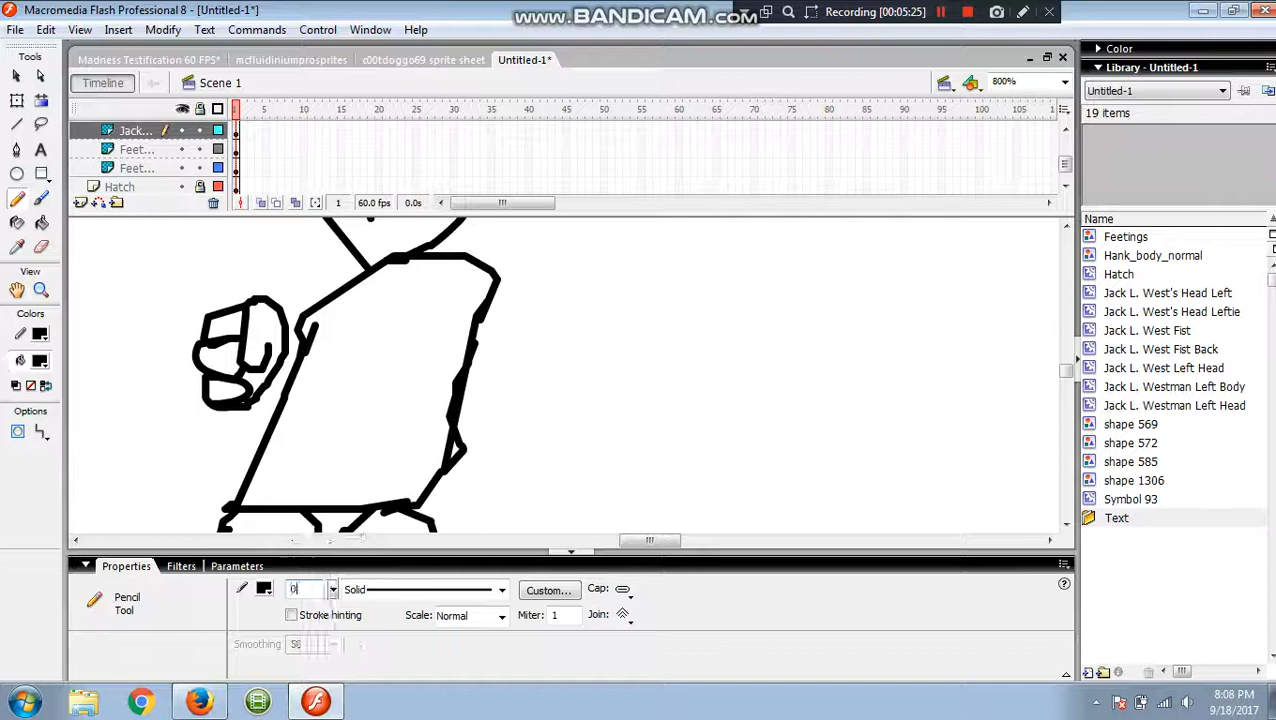 Macromedia Flash Professional 8 - [Untitled-1*]
www.BANDICAM.com
Recording [00:05:25]
File Edit View Insert Modify Text Commands Control Window Help
Tools
Madness Testification 60 FPS* mcfluidiniumprosprites c00tdoggo69 sprite sheet Untitled-1*
Timeline Scene 1 800%
5 10 15 20 25 30 35 40 45 50 55 60 65 70 75 80 85 90 95 100 105 1
Jack...
Feet...
Feet...
Hatch
1 60.0 fps 0.0s
View
Colors
Options
Color
Library - Untitled-1
Untitled-1
19 items
Name
Feetings
Hank_body_normal
Hatch
Jack L. West's Head Left
Jack L. West's Head Leftie
Jack L. West Fist
Jack L. West Fist Back
Jack L. West Left Head
Jack L. Westman Left Body
Jack L. Westman Left Head
shape 569
shape 572
shape 585
shape 1306
Symbol 93
Text
Properties Filters Parameters
Pencil
Tool
0 Solid Custom... Cap:
Stroke hinting Scale: Normal Miter: 1 Join:
Smoothing 58
8:08 PM
9/18/2017